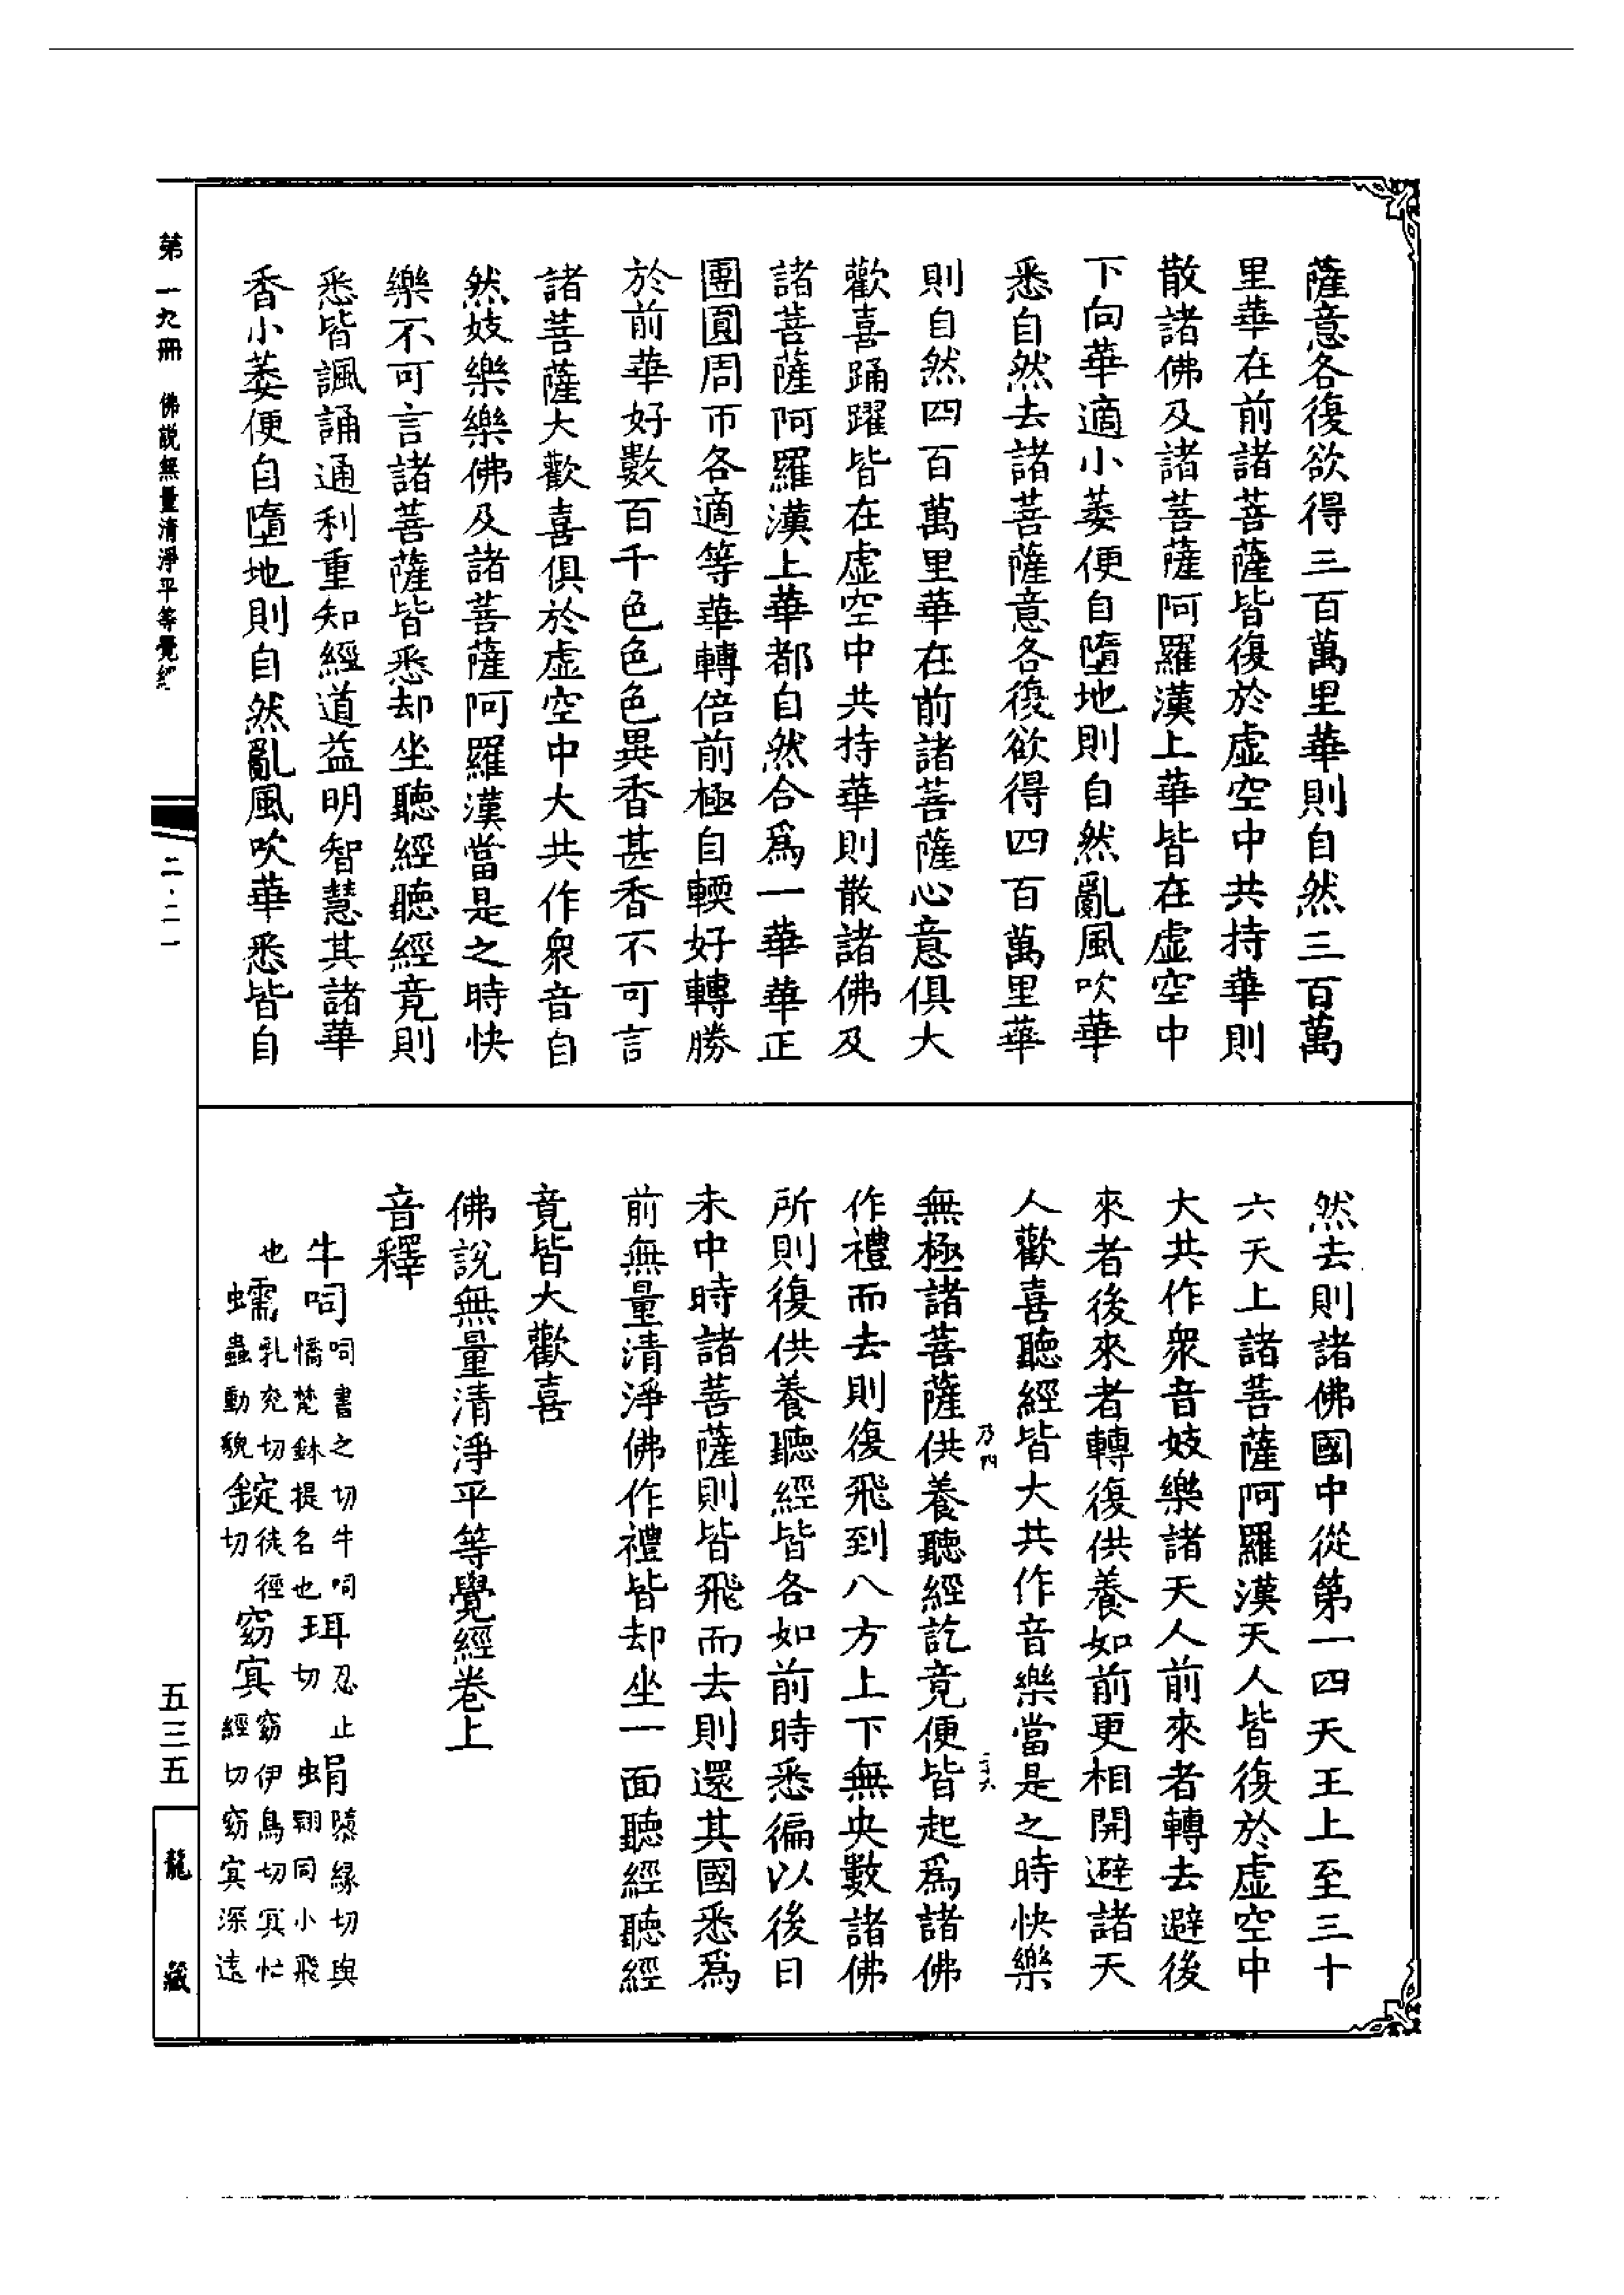 薩意各復欲得三百萬里華則自然三百萬
里華在前諸菩薩皆復於虛空中共持華則
散諸佛及諸菩薩阿羅漢上華皆在虛空中
下向華適小萎便自墮地則自然亂風吹華
悉自然去諸菩薩意各復欲得四百萬里華
則自然四百萬里華在前諸菩薩心意俱大
歡喜踊躍皆在虛空中共持華則散諸佛及
諸菩薩阿羅漢上華都自然合爲一華華正
團圓周帀各適等華轉倍前極自輭好轉勝
於前華好數百千色色色異香甚香不可言
諸菩薩大歡喜俱於虛空中大共作衆音自
然妓樂樂佛及諸菩薩阿羅漢當是之時快
樂不可言諸菩薩皆悉却坐聽經聽經竟則
悉皆諷誦通利重知經道益明智慧其諸華
香小萎便自墮地則自然亂風吹華悉皆自
然去則諸佛國中從第一四天王上至三十
六天上諸菩薩阿羅漢天人皆復於虛空中
大共作衆音妓樂諸天人前來者轉去避後
來者後來者轉復供養如前更相開避諸天
人歡喜聽經皆大共作音樂當是之時快樂
無極諸菩薩供養聽經訖竟便皆起爲諸佛
作禮而去則復飛到八方上下無央數諸佛
所則復供養聽經皆各如前時悉徧以後日
未中時諸菩薩則皆飛而去則還其國悉爲
前無量清淨佛作禮皆却坐一面聽經聽經
竟皆大歡喜
佛説無量清淨平等覺經卷上
音釋
牛呞 呞書之切牛呞憍梵鉢提名也 珥 忍止切 蜎 隳緣切與翾同小飛
也 蠕 乳兖切蟲動貌 錠 徒徑切 窈冥 窈伊鳥切冥忙經切窈冥深遠
第一九冊 佛説無量清淨平等覺經
二·二一
五三五
龍藏